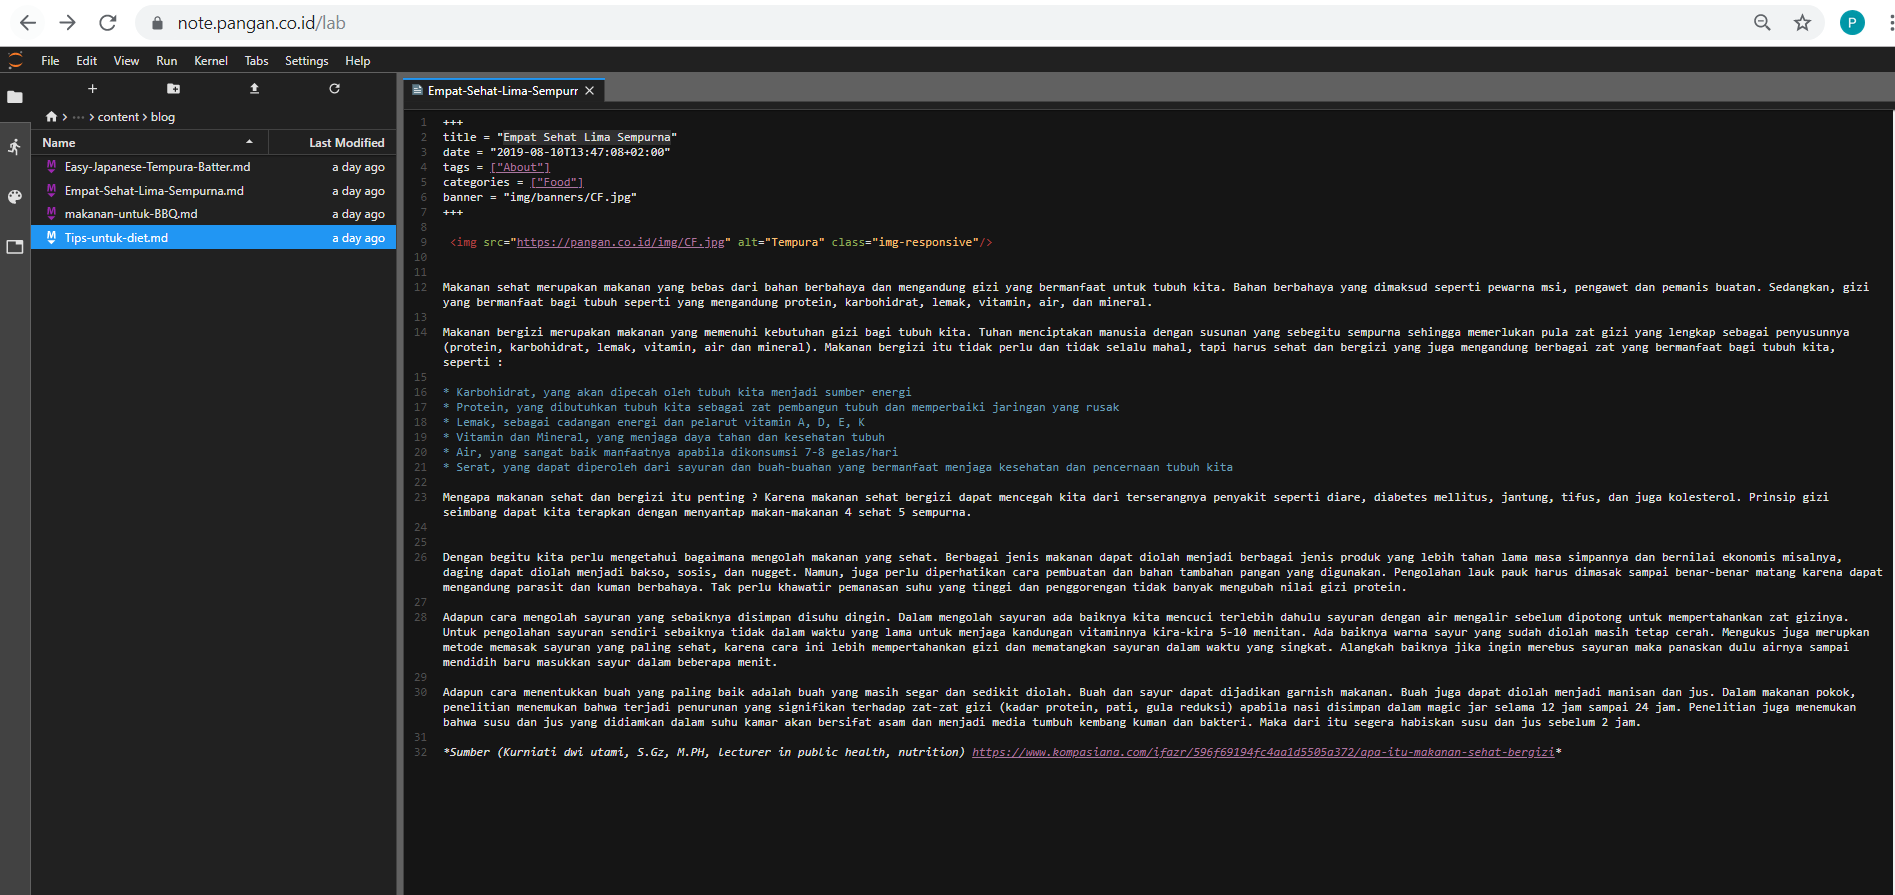 note.pangan.co.id/lab
P
File Edit View Run Kernel Tabs Settings Help
content
blog
Name Last Modified
Easy-Japanese-Tempura-Batter.md a day ago
Empat-Sehat-Lima-Sempurna.md a day ago
makanan-untuk-BBQ.md a day ago
Tips-untuk-diet.md a day ago
Empat-Sehat-Lima-Sempurr
1 +++
2 title = "Empat Sehat Lima Sempurna"
3 date = "2019-08-10T13:47:08+02:00"
4 tags = ["About"]
5 categories = ["Food"]
6 banner = "img/banners/CF.jpg"
7 +++
8
9 <img src="https://pangan.co.id/img/CF.jpg" alt="Tempura" class="img-responsive"/>
10
11
12 Makanan sehat merupakan makanan yang bebas dari bahan berbahaya dan mengandung gizi yang bermanfaat untuk tubuh kita. Bahan berbahaya yang dimaksud seperti pewarna msi, pengawet dan pemanis buatan. Sedangkan, gizi
yang bermanfaat bagi tubuh seperti yang mengandung protein, karbohidrat, lemak, vitamin, air, dan mineral.
13
14 Makanan bergizi merupakan makanan yang memenuhi kebutuhan gizi bagi tubuh kita. Tuhan menciptakan manusia dengan susunan yang sebegitu sempurna sehingga memerlukan pula zat gizi yang lengkap sebagai penyusunnya
(protein, karbohidrat, lemak, vitamin, air dan mineral). Makanan bergizi itu tidak perlu dan tidak selalu mahal, tapi harus sehat dan bergizi yang juga mengandung berbagai zat yang bermanfaat bagi tubuh kita,
seperti :
15
16 * Karbohidrat, yang akan dipecah oleh tubuh kita menjadi sumber energi
17 * Protein, yang dibutuhkan tubuh kita sebagai zat pembangun tubuh dan memperbaiki jaringan yang rusak
18 * Lemak, sebagai cadangan energi dan pelarut vitamin A, D, E, K
19 * Vitamin dan Mineral, yang menjaga daya tahan dan kesehatan tubuh
20 * Air, yang sangat baik manfaatnya apabila dikonsumsi 7-8 gelas/hari
21 * Serat, yang dapat diperoleh dari sayuran dan buah-buahan yang bermanfaat menjaga kesehatan dan pencernaan tubuh kita
22
23 Mengapa makanan sehat dan bergizi itu penting ? Karena makanan sehat bergizi dapat mencegah kita dari terserangnya penyakit seperti diare, diabetes mellitus, jantung, tifus, dan juga kolesterol. Prinsip gizi
seimbang dapat kita terapkan dengan menyantap makan-makanan 4 sehat 5 sempurna.
24
25
26 Dengan begitu kita perlu mengetahui bagaimana mengolah makanan yang sehat. Berbagai jenis makanan dapat diolah menjadi berbagai jenis produk yang lebih tahan lama masa simpannya dan bernilai ekonomis misalnya,
daging dapat diolah menjadi bakso, sosis, dan nugget. Namun, juga perlu diperhatikan cara pembuatan dan bahan tambahan pangan yang digunakan. Pengolahan lauk pauk harus dimasak sampai benar-benar matang karena dapat
mengandung parasit dan kuman berbahaya. Tak perlu khawatir pemanasan suhu yang tinggi dan penggorengan tidak banyak mengubah nilai gizi protein.
27
28 Adapun cara mengolah sayuran yang sebaiknya disimpan disuhu dingin. Dalam mengolah sayuran ada baiknya kita mencuci terlebih dahulu sayuran dengan air mengalir sebelum dipotong untuk mempertahankan zat gizinya.
Untuk pengolahan sayuran sendiri sebaiknya tidak dalam waktu yang lama untuk menjaga kandungan vitaminnya kira-kira 5-10 menitan. Ada baiknya warna sayur yang sudah diolah masih tetap cerah. Mengukus juga merupkan
metode memasak sayuran yang paling sehat, karena cara ini lebih mempertahankan gizi dan mematangkan sayuran dalam waktu yang singkat. Alangkah baiknya jika ingin merebus sayuran maka panaskan dulu airnya sampai
mendidih baru masukkan sayur dalam beberapa menit.
29
30 Adapun cara menentukkan buah yang paling baik adalah buah yang masih segar dan sedikit diolah. Buah dan sayur dapat dijadikan garnish makanan. Buah juga dapat diolah menjadi manisan dan jus. Dalam makanan pokok,
penelitian menemukan bahwa terjadi penurunan yang signifikan terhadap zat-zat gizi (kadar protein, pati, gula reduksi) apabila nasi disimpan dalam magic jar selama 12 jam sampai 24 jam. Penelitian juga menemukan
bahwa susu dan jus yang didiamkan dalam suhu kamar akan bersifat asam dan menjadi media tumbuh kembang kuman dan bakteri. Maka dari itu segera habiskan susu dan jus sebelum 2 jam.
31
32 *Sumber (Kurniati dwi utami, S.Gz, M.PH, lecturer in public health, nutrition) https://www.kompasiana.com/ifazr/596f69194fc4aa1d5505a372/apa-itu-makanan-sehat-bergizi*